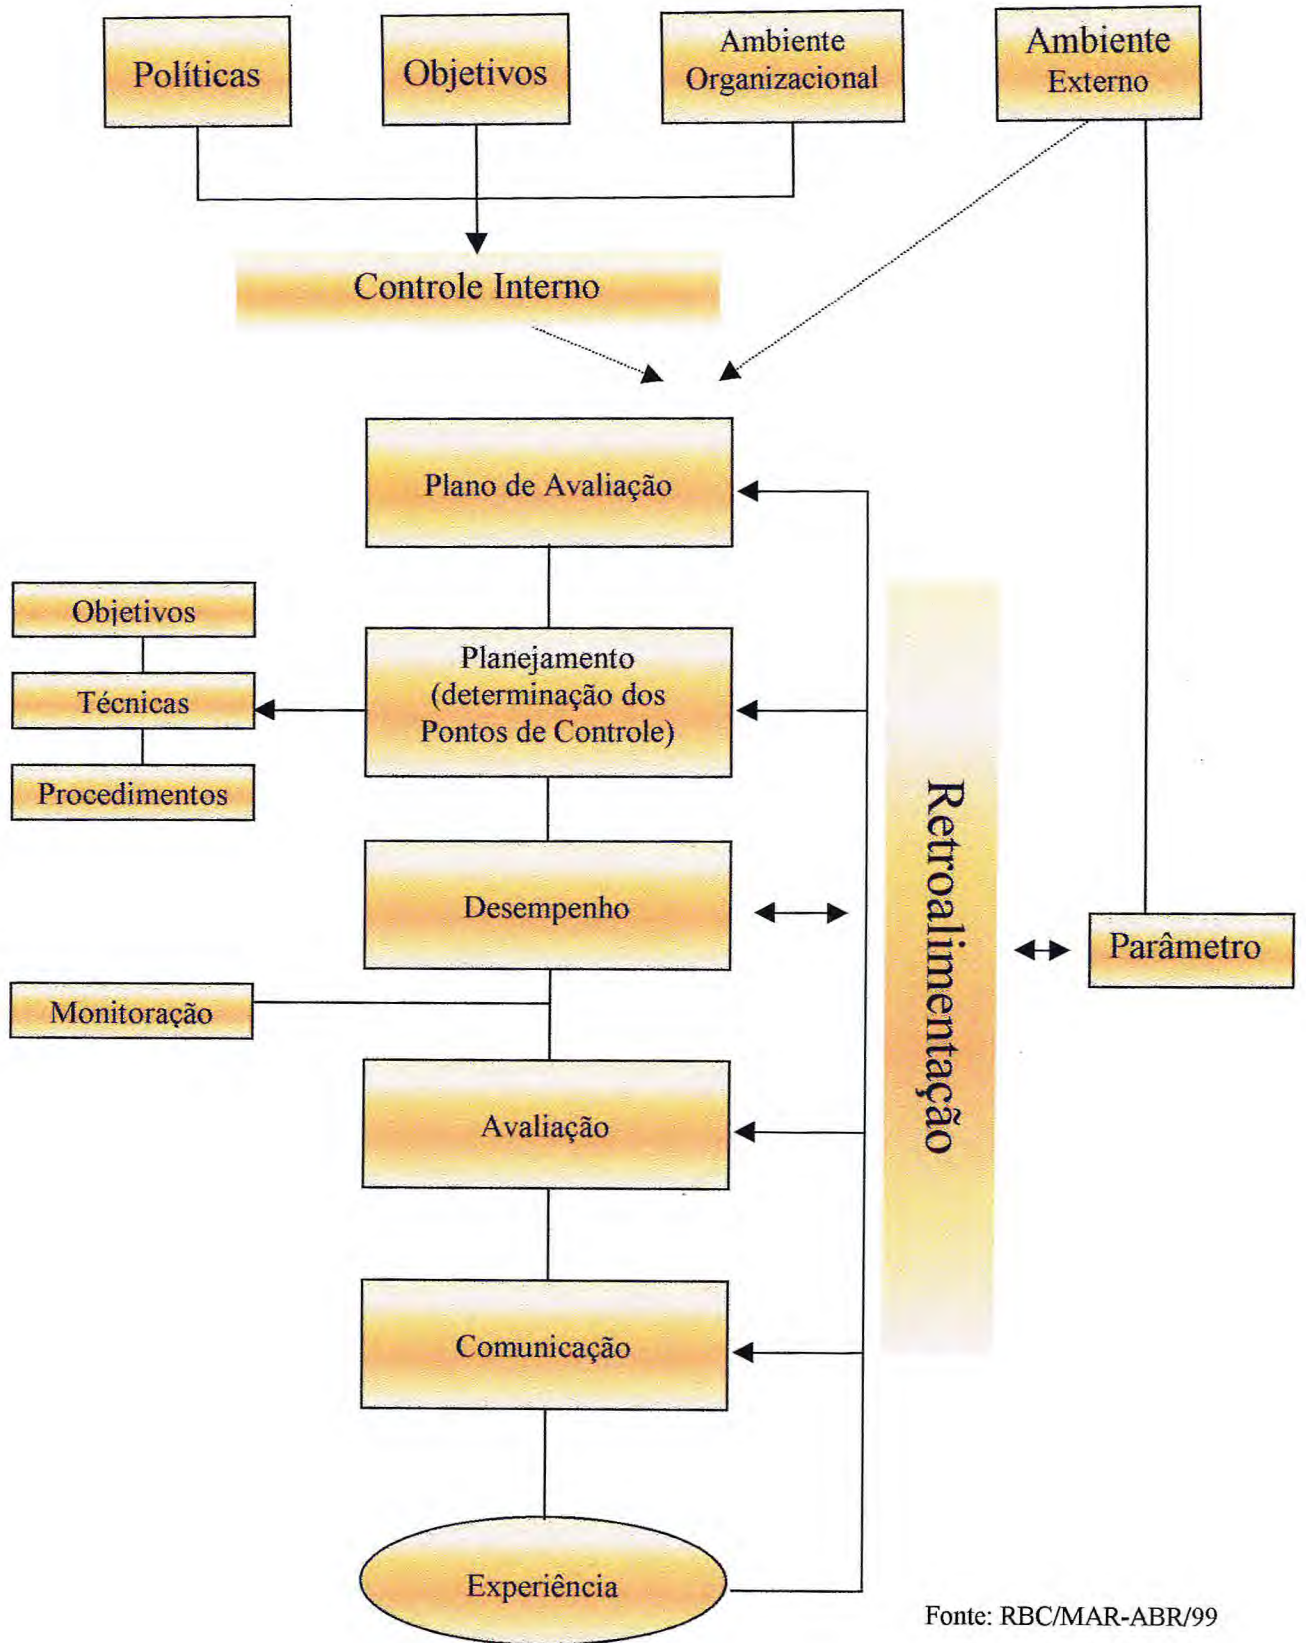 Políticas
Objetivos
Ambiente
Organizacional
Ambiente
Externo
Controle Interno
Plano de Avaliação
Objetivos
Técnicas
Procedimentos
Planejamento
(determinação dos
Pontos de Controle)
Desempenho
Monitoração
Avaliação
Comunicação
Experiência
Retroalimentação
Parâmetro
Fonte: RBC/MAR-ABR/99